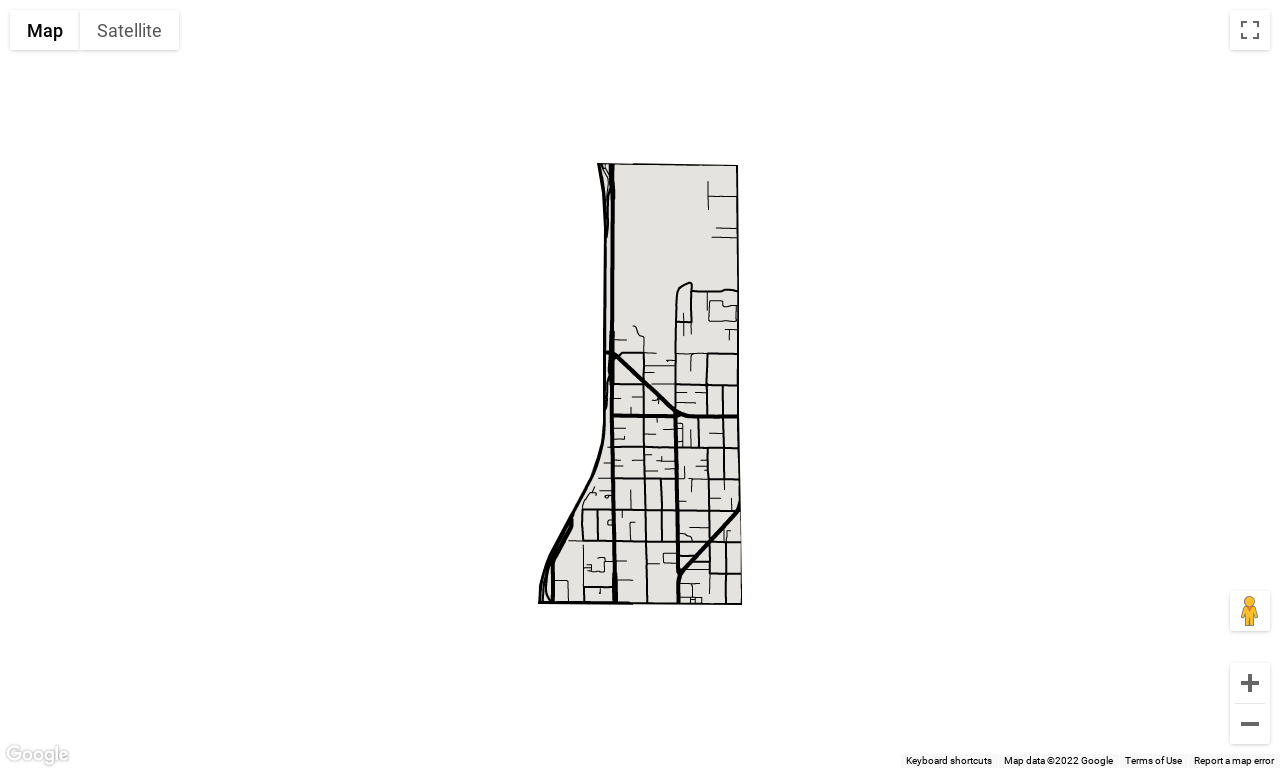 Map Satellite
Google
Keyboard shortcuts Map data ©2022 Google Terms of Use Report a map error